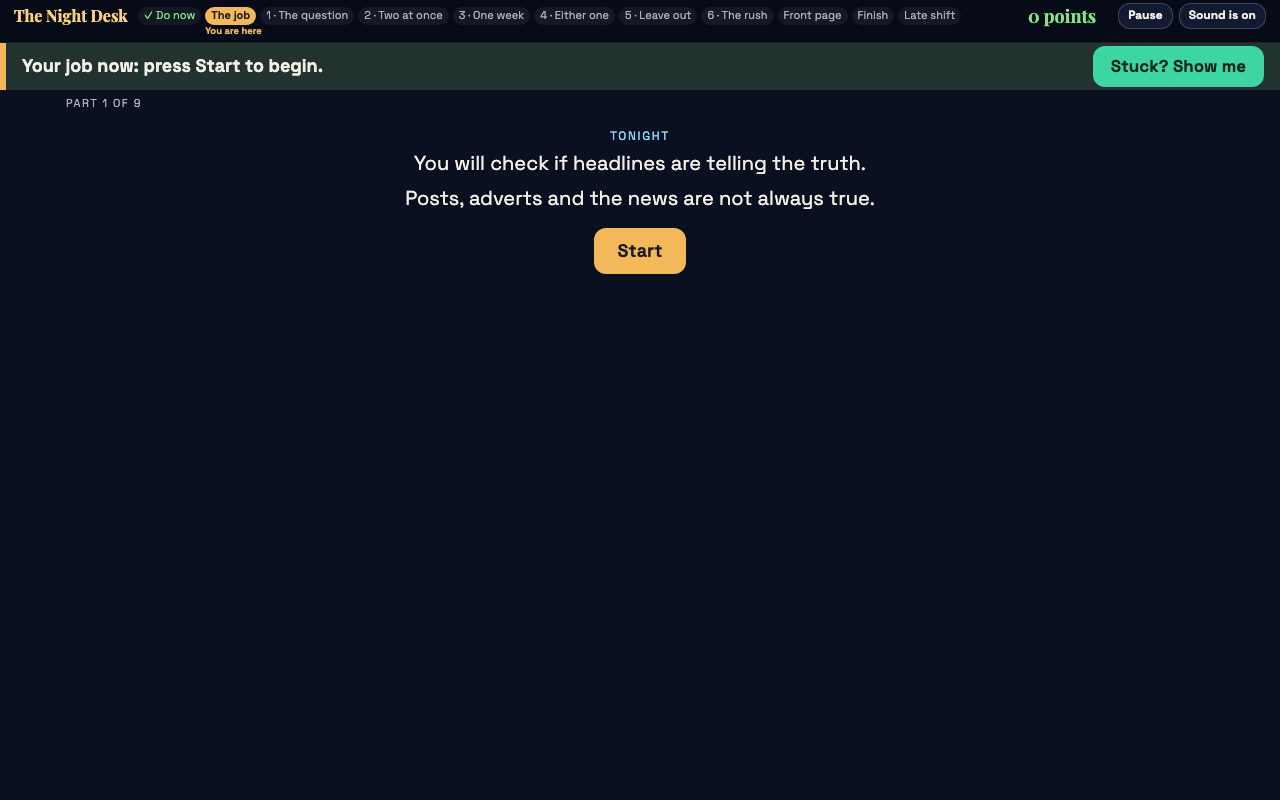 The Night Desk
✓ Do now
The job
1 · The question
2 · Two at once
3 · One week
4 · Either one
5 · Leave out
6 · The rush
Front page
Finish
Late shift
0 points
Pause
Sound is on
You are here
Your job now: press Start to begin.
Stuck? Show me
PART 1 OF 9
TONIGHT
You will check if headlines are telling the truth.
Posts, adverts and the news are not always true.
Start